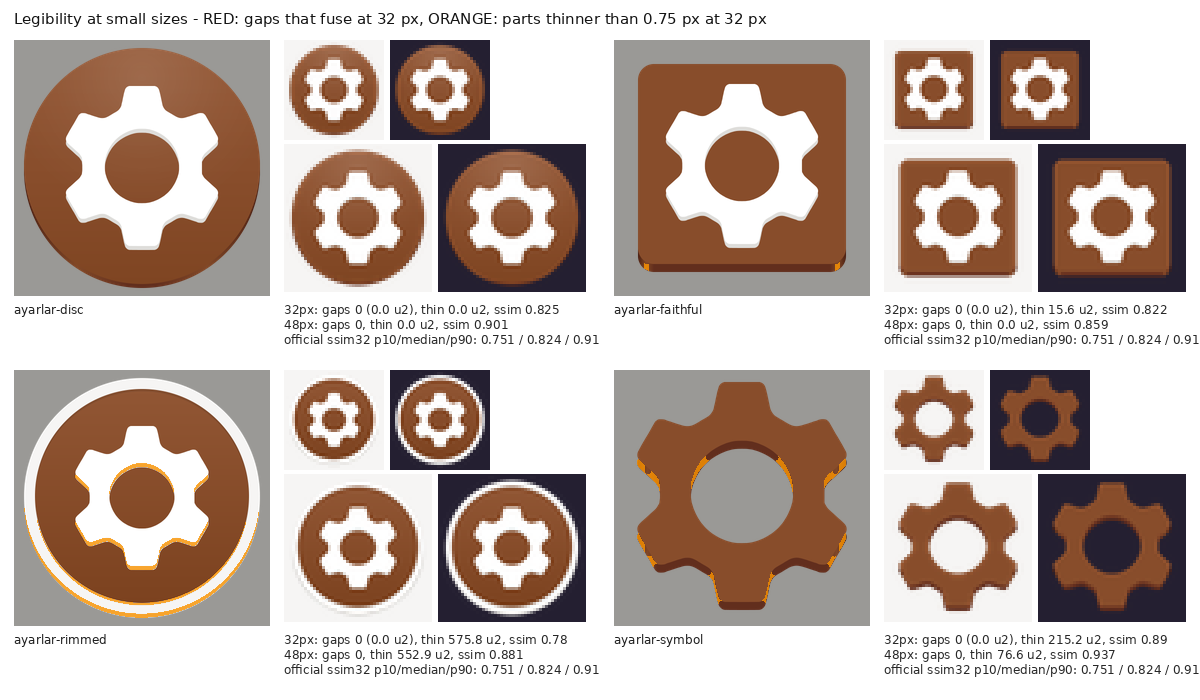 Legibility at small sizes - RED: gaps that fuse at 32 px, ORANGE: parts thinner than 0.75 px at 32 px
ayarlar-disc
32px: gaps 0 (0.0 u2), thin 0.0 u2, ssim 0.825
48px: gaps 0, thin 0.0 u2, ssim 0.901
official ssim32 p10/median/p90: 0.751 / 0.824 / 0.91
ayarlar-faithful
32px: gaps 0 (0.0 u2), thin 15.6 u2, ssim 0.822
48px: gaps 0, thin 0.0 u2, ssim 0.859
official ssim32 p10/median/p90: 0.751 / 0.824 / 0.91
ayarlar-rimmed
32px: gaps 0 (0.0 u2), thin 575.8 u2, ssim 0.78
48px: gaps 0, thin 552.9 u2, ssim 0.881
official ssim32 p10/median/p90: 0.751 / 0.824 / 0.91
ayarlar-symbol
32px: gaps 0 (0.0 u2), thin 215.2 u2, ssim 0.89
48px: gaps 0, thin 76.6 u2, ssim 0.937
official ssim32 p10/median/p90: 0.751 / 0.824 / 0.91